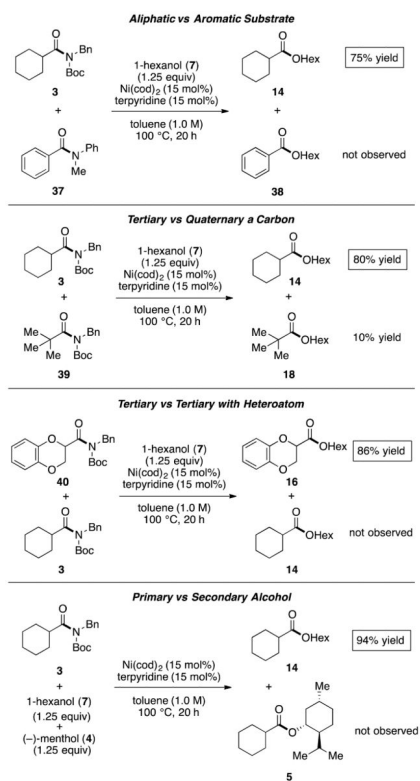 Aliphatic vs Aromatic Substrate
O
N
Bn
Boc
3
+
O
N
Ph
Me
37
1-hexanol (7)
(1.25 equiv)
Ni(cod)2 (15 mol%)
terpyridine (15 mol%)
toluene (1.0 M)
100 °C, 20 h
O
OHex
14
75% yield
+
O
OHex
38
not observed
Tertiary vs Quaternary a Carbon
O
N
Bn
Boc
3
+
O
Me
Me
Me
N
Bn
Boc
39
1-hexanol (7)
(1.25 equiv)
Ni(cod)2 (15 mol%)
terpyridine (15 mol%)
toluene (1.0 M)
100 °C, 20 h
O
OHex
14
80% yield
+
O
Me
Me
Me
OHex
18
10% yield
Tertiary vs Tertiary with Heteroatom
O
O
O
N
Bn
Boc
40
+
O
N
Bn
Boc
3
1-hexanol (7)
(1.25 equiv)
Ni(cod)2 (15 mol%)
terpyridine (15 mol%)
toluene (1.0 M)
100 °C, 20 h
O
O
O
OHex
16
86% yield
+
O
OHex
14
not observed
Primary vs Secondary Alcohol
O
N
Bn
Boc
3
+
1-hexanol (7)
(1.25 equiv)
+
(–)-menthol (4)
(1.25 equiv)
Ni(cod)2 (15 mol%)
terpyridine (15 mol%)
toluene (1.0 M)
100 °C, 20 h
O
OHex
14
94% yield
+
Me
O
O
Me
Me
5
not observed